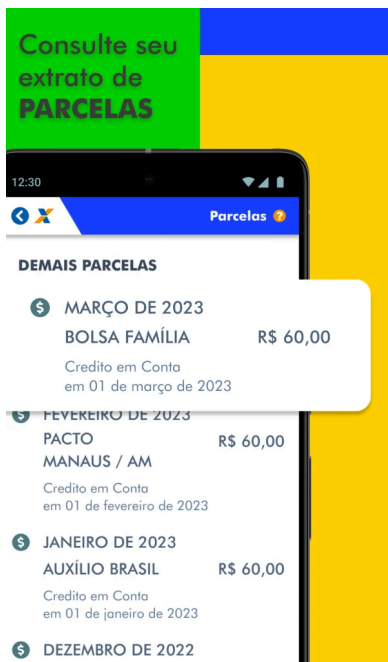 Consulte seu
extrato de
PARCELAS
12:30
Parcelas ?
DEMAIS PARCELAS
MARÇO DE 2023
BOLSA FAMÍLIA R$ 60,00
Credito em Conta
em 01 de março de 2023
FEVEREIRO DE 2023
PACTO
MANAUS / AM R$ 60,00
Credito em Conta
em 01 de fevereiro de 2023
JANEIRO DE 2023
AUXÍLIO BRASIL R$ 60,00
Credito em Conta
em 01 de janeiro de 2023
DEZEMBRO DE 2022